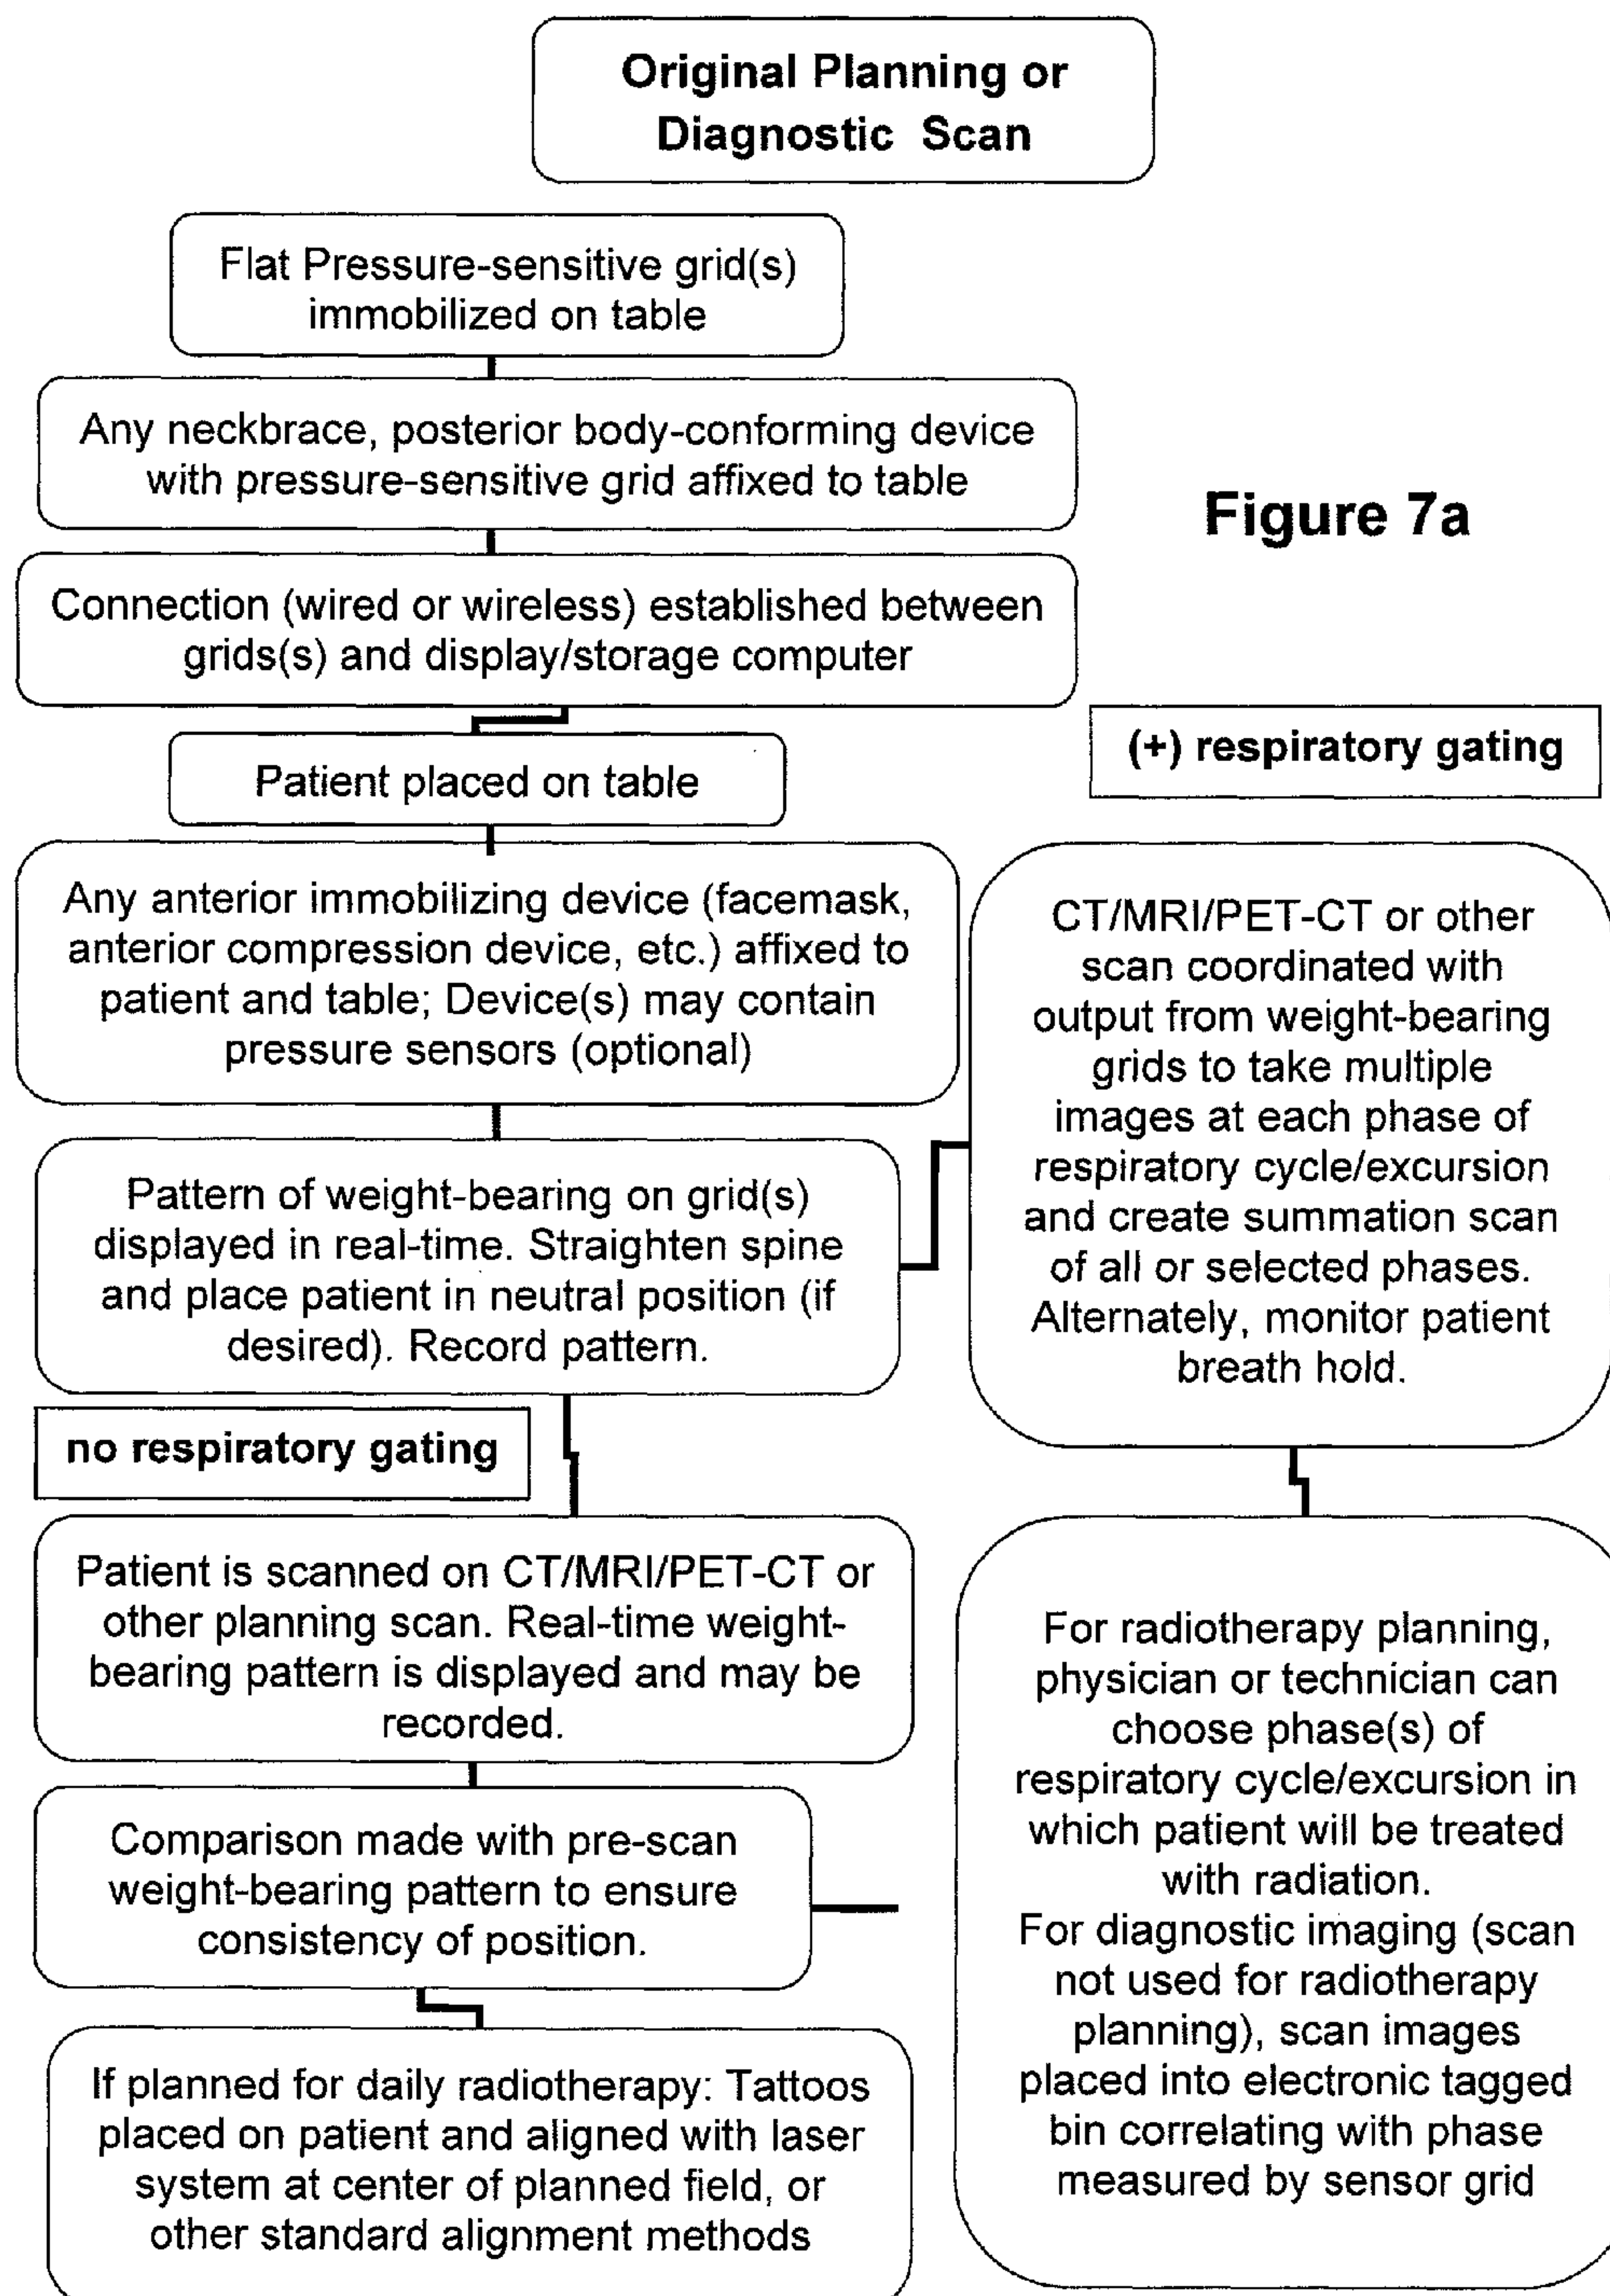 Original Planning or
Diagnostic Scan
Flat Pressure-sensitive grid(s)
immobilized on table
Any neckbrace, posterior body-conforming device
with pressure-sensitive grid affixed to table
Figure 7a
Connection (wired or wireless) established between
grids(s) and display/storage computer
Patient placed on table
Any anterior immobilizing device (facemask,
anterior compression device, etc.) affixed to
patient and table; Device(s) may contain
pressure sensors (optional)
Pattern of weight-bearing on grid(s)
displayed in real-time. Straighten spine
and place patient in neutral position (if
desired). Record pattern.
(+) respiratory gating
CT/MRI/PET-CT or other
scan coordinated with
output from weight-bearing
grids to take multiple
images at each phase of
respiratory cycle/excursion
and create summation scan
of all or selected phases.
Alternately, monitor patient
breath hold.
no respiratory gating
Patient is scanned on CT/MRI/PET-CT or
other planning scan. Real-time weight-
bearing pattern is displayed and may be
recorded.
Comparison made with pre-scan
weight-bearing pattern to ensure
consistency of position.
If planned for daily radiotherapy: Tattoos
placed on patient and aligned with laser
system at center of planned field, or
other standard alignment methods
For radiotherapy planning,
physician or technician can
choose phase(s) of
respiratory cycle/excursion in
which patient will be treated
with radiation.
For diagnostic imaging (scan
not used for radiotherapy
planning), scan images
placed into electronic tagged
bin correlating with phase
measured by sensor grid